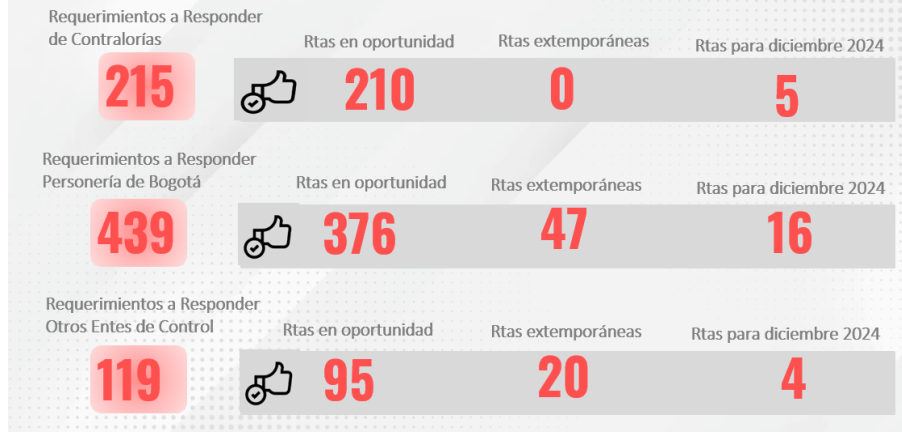 Requerimientos a Responder
de Contralorías
Rtas en oportunidad
Rtas extemporáneas
Rtas para diciembre 2024
215
210
0
5
Requerimientos a Responder
Personería de Bogotá
Rtas en oportunidad
Rtas extemporáneas
Rtas para diciembre 2024
439
376
47
16
Requerimientos a Responder
Otros Entes de Control
Rtas en oportunidad
Rtas extemporáneas
Rtas para diciembre 2024
119
95
20
4